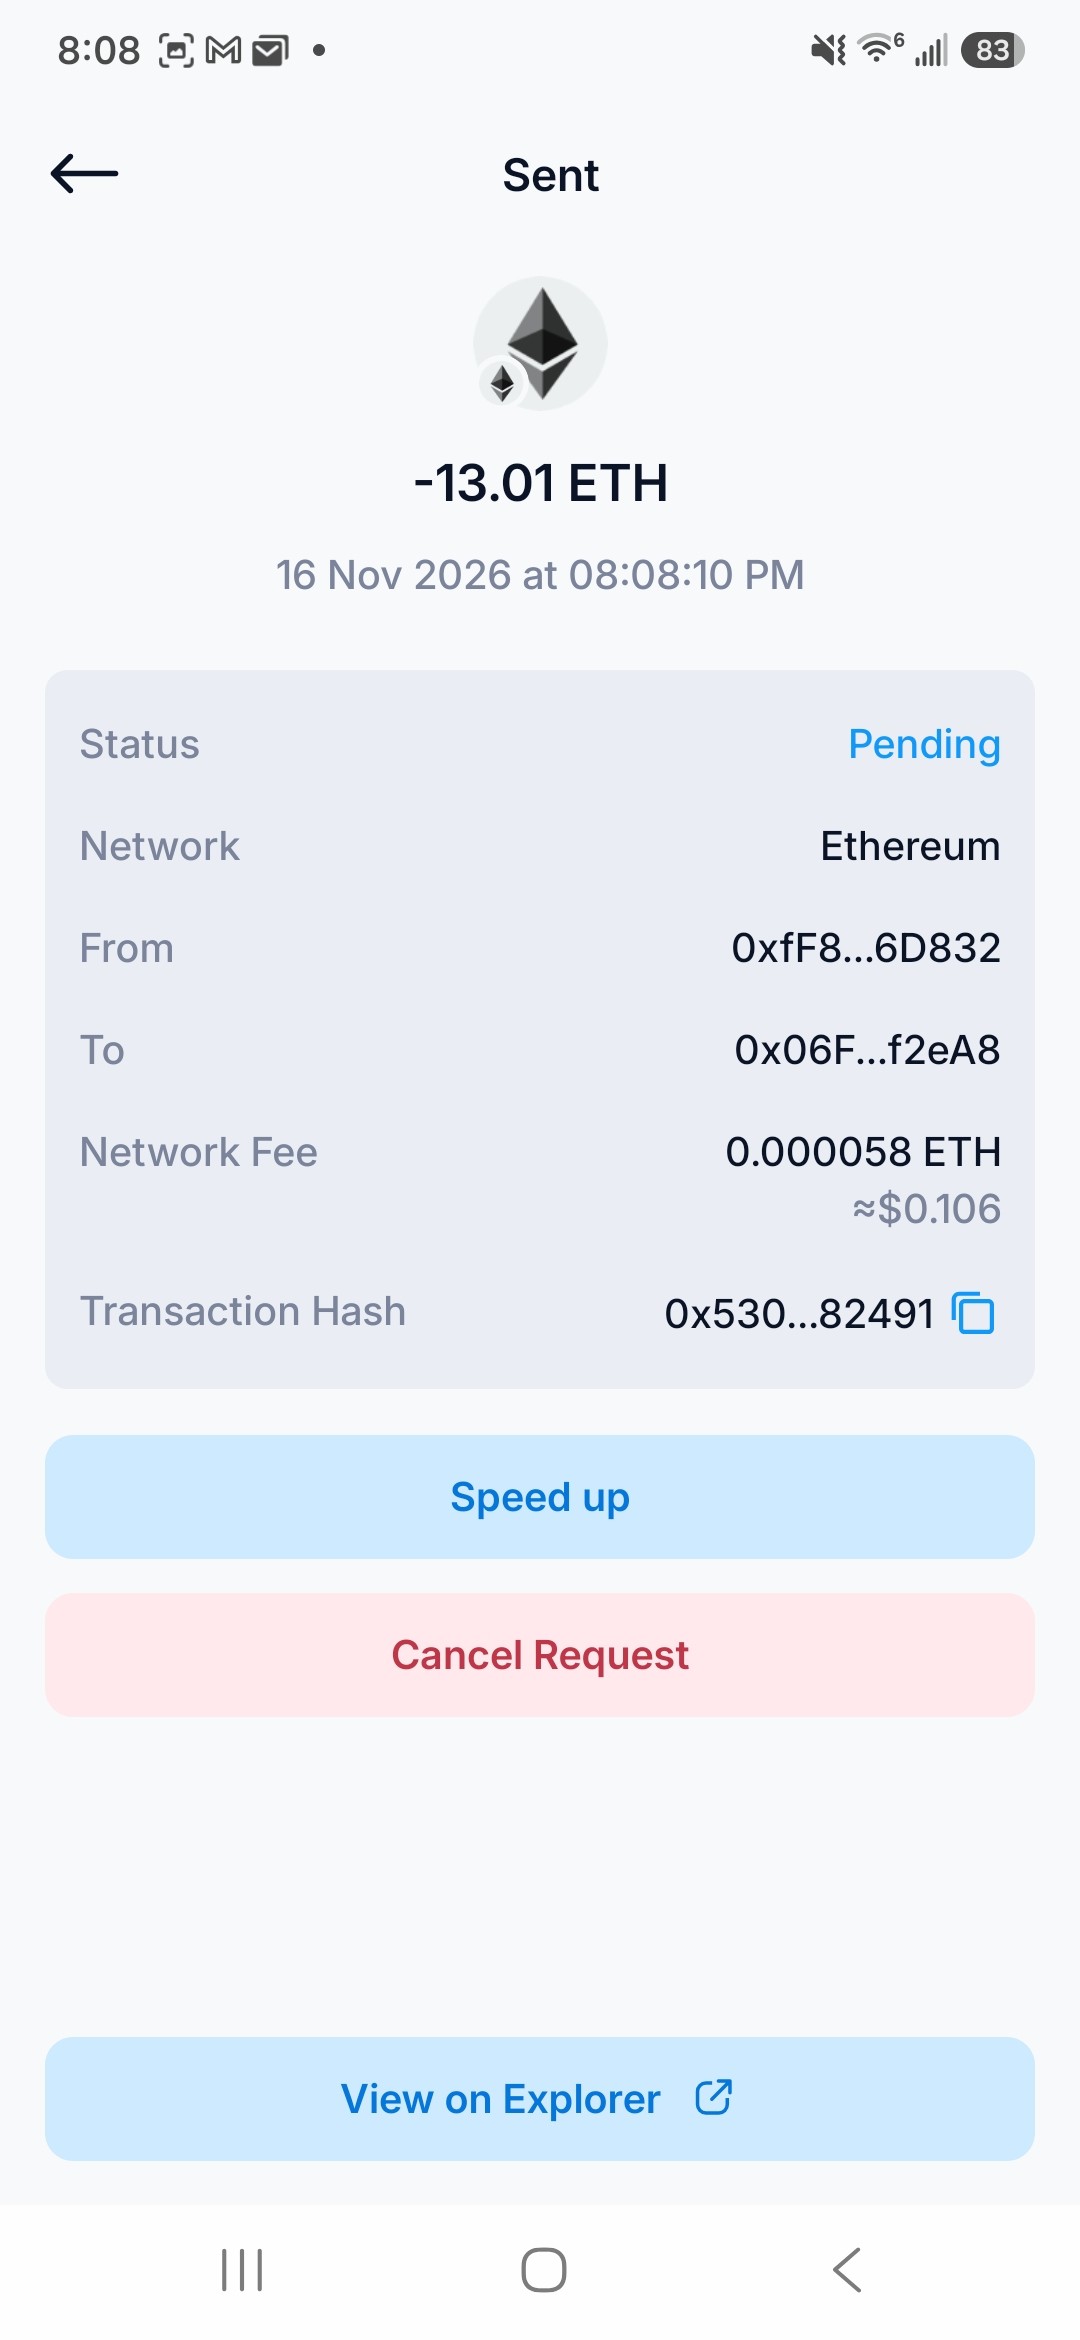 8:08
6
83
Sent
-13.01 ETH
16 Nov 2026 at 08:08:10 PM
Status Pending
Network Ethereum
From 0xfF8...6D832
To 0x06F...f2eA8
Network Fee 0.000058 ETH
≈$0.106
Transaction Hash 0x530...82491
Speed up
Cancel Request
View on Explorer